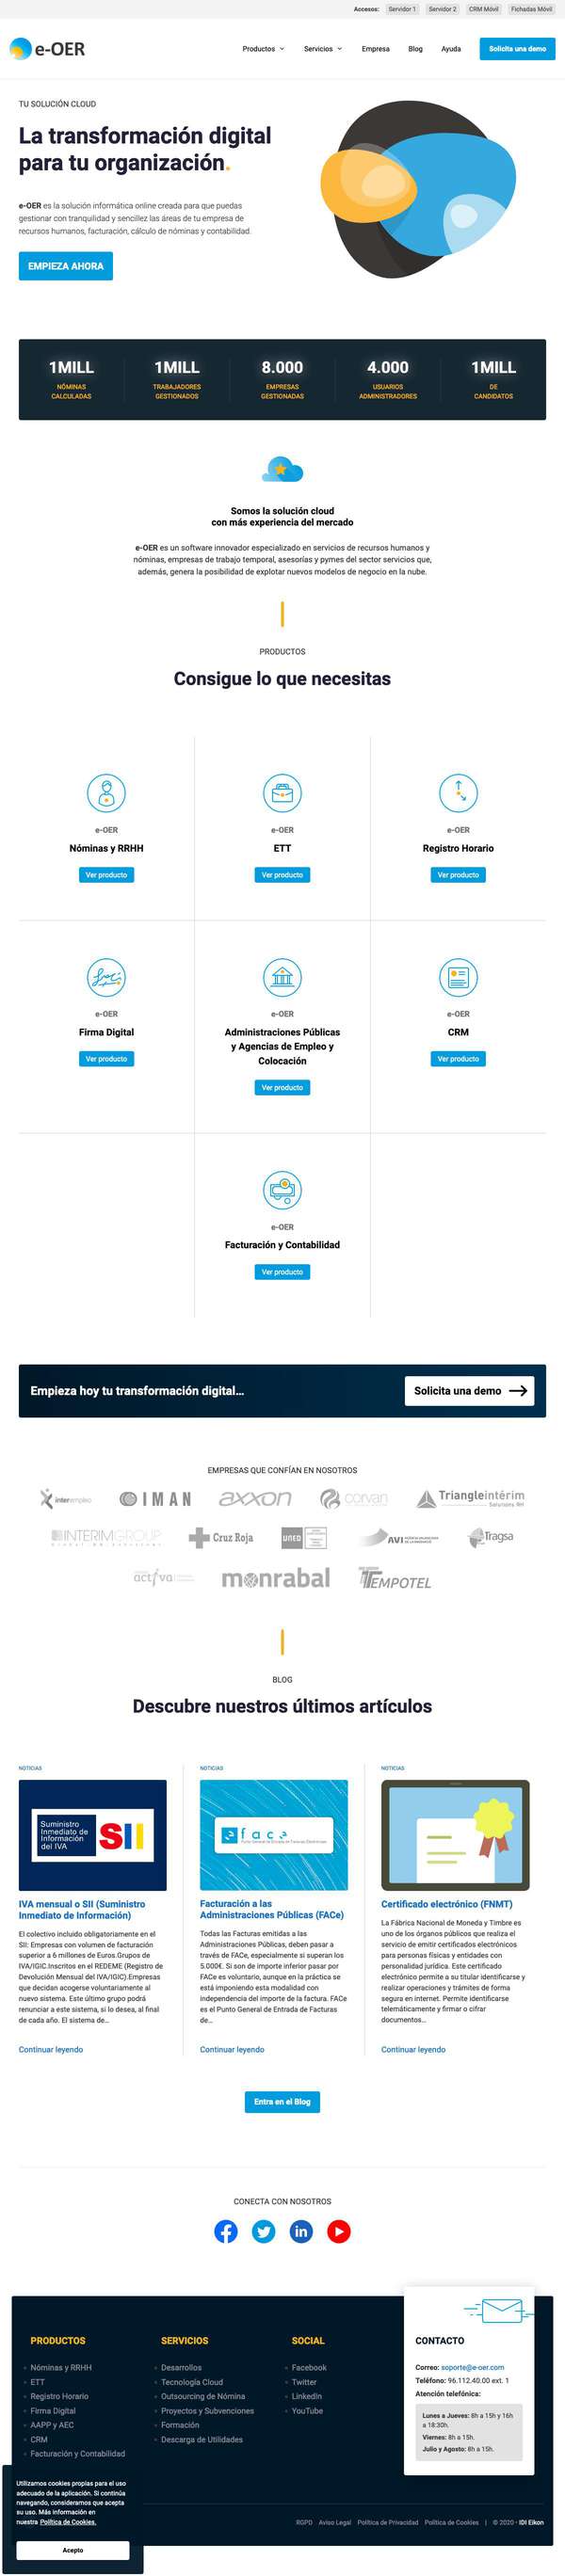 Accesos: Servidor 1 Servidor 2 CRM Móvil Fichadas Móvil
e-OER
Productos Servicios Empresa Blog Ayuda Solicita una demo
TU SOLUCIÓN CLOUD
La transformación digital
para tu organización.
e-OER es la solución informática online creada para que puedas
gestionar con tranquilidad y sencillez las áreas de tu empresa de
recursos humanos, facturación, cálculo de nóminas y contabilidad.
EMPIEZA AHORA
1MILL 1MILL 8.000 4.000 1MILL
NÓMINAS TRABAJADORES EMPRESAS USUARIOS DE
CALCULADAS GESTIONADOS GESTIONADAS ADMINISTRADORES CANDIDATOS
Somos la solución cloud
con más experiencia del mercado
e-OER es un software innovador especializado en servicios de recursos humanos y
nóminas, empresas de trabajo temporal, asesorías y pymes del sector servicios que,
además, genera la posibilidad de explotar nuevos modelos de negocio en la nube.
PRODUCTOS
Consigue lo que necesitas
e-OER e-OER e-OER
Nóminas y RRHH ETT Registro Horario
Ver producto Ver producto Ver producto
e-OER e-OER e-OER
Firma Digital Administraciones Públicas CRM
y Agencias de Empleo y
Colocación
Ver producto Ver producto
Ver producto
e-OER
Facturación y Contabilidad
Ver producto
Empieza hoy tu transformación digital... Solicita una demo
EMPRESAS QUE CONFÍAN EN NOSOTROS
interempleo IMAN axxon corvan Triangleintérim
Solutions RH
INTERIMGROUP Cruz Roja UNED AVI Tragsa
activa monrabal TEMPOTEL
BLOG
Descubre nuestros últimos artículos
NOTICIAS
Suministro
Inmediato de
Información
del IVA
SII
IVA mensual o SII (Suministro
Inmediato de Información)
El colectivo incluido obligatoriamente en el
SII: Empresas con volumen de facturación
superior a 6 millones de Euros.Grupos de
IVA/IGIC.Inscritos en el REDEME (Registro de
Devolución Mensual del IVA/IGIC).Empresas
que decidan acogerse voluntariamente al
nuevo sistema. Este último grupo podrá
renunciar a este sistema, si lo desea, al final
de cada año. El sistema de...
Continuar leyendo
NOTICIAS
face
Facturación a las
Administraciones Públicas (FACe)
Todas las Facturas emitidas a las
Administraciones Públicas, deben pasar a
través de FACe, especialmente si superan los
5.000€. Si son de importe inferior pasar por
FACe es voluntario, aunque en la práctica se
está imponiendo esta modalidad con
independencia del importe de la factura. FACe
es el Punto General de Entrada de Facturas
de...
Continuar leyendo
NOTICIAS
Certificado electrónico (FNMT)
La Fábrica Nacional de Moneda y Timbre es
uno de los órganos públicos que realiza el
servicio de emitir certificados electrónicos
para personas físicas y entidades con
personalidad jurídica. Este certificado
electrónico permite a su titular identificarse y
realizar operaciones y trámites de forma
segura en internet. Permite identificarse
telemáticamente y firmar o cifrar
documentos...
Continuar leyendo
Entra en el Blog
CONECTA CON NOSOTROS
PRODUCTOS
Nóminas y RRHH
ETT
Registro Horario
Firma Digital
AAPP y AEC
CRM
Facturación y Contabilidad
SERVICIOS
Desarrollos
Tecnología Cloud
Outsourcing de Nómina
Proyectos y Subvenciones
Formación
Descarga de Utilidades
SOCIAL
Facebook
Twitter
Linkedin
YouTube
CONTACTO
Correo: soporte@e-oer.com
Teléfono: 96.112.40.00 ext. 1
Atención telefónica:
Lunes a Jueves: 8h a 15h y 16h
a 18:30h.
Viernes: 8h a 15h.
Julio y Agosto: 8h a 15h.
Utilizamos cookies propias para el uso
adecuado de la aplicación. Si continúa
navegando, consideramos que acepta
su uso. Más información en
nuestra Política de Cookies.
Acepto
RGPD Aviso Legal Política de Privacidad Política de Cookies | © 2020 · IDI Eikon